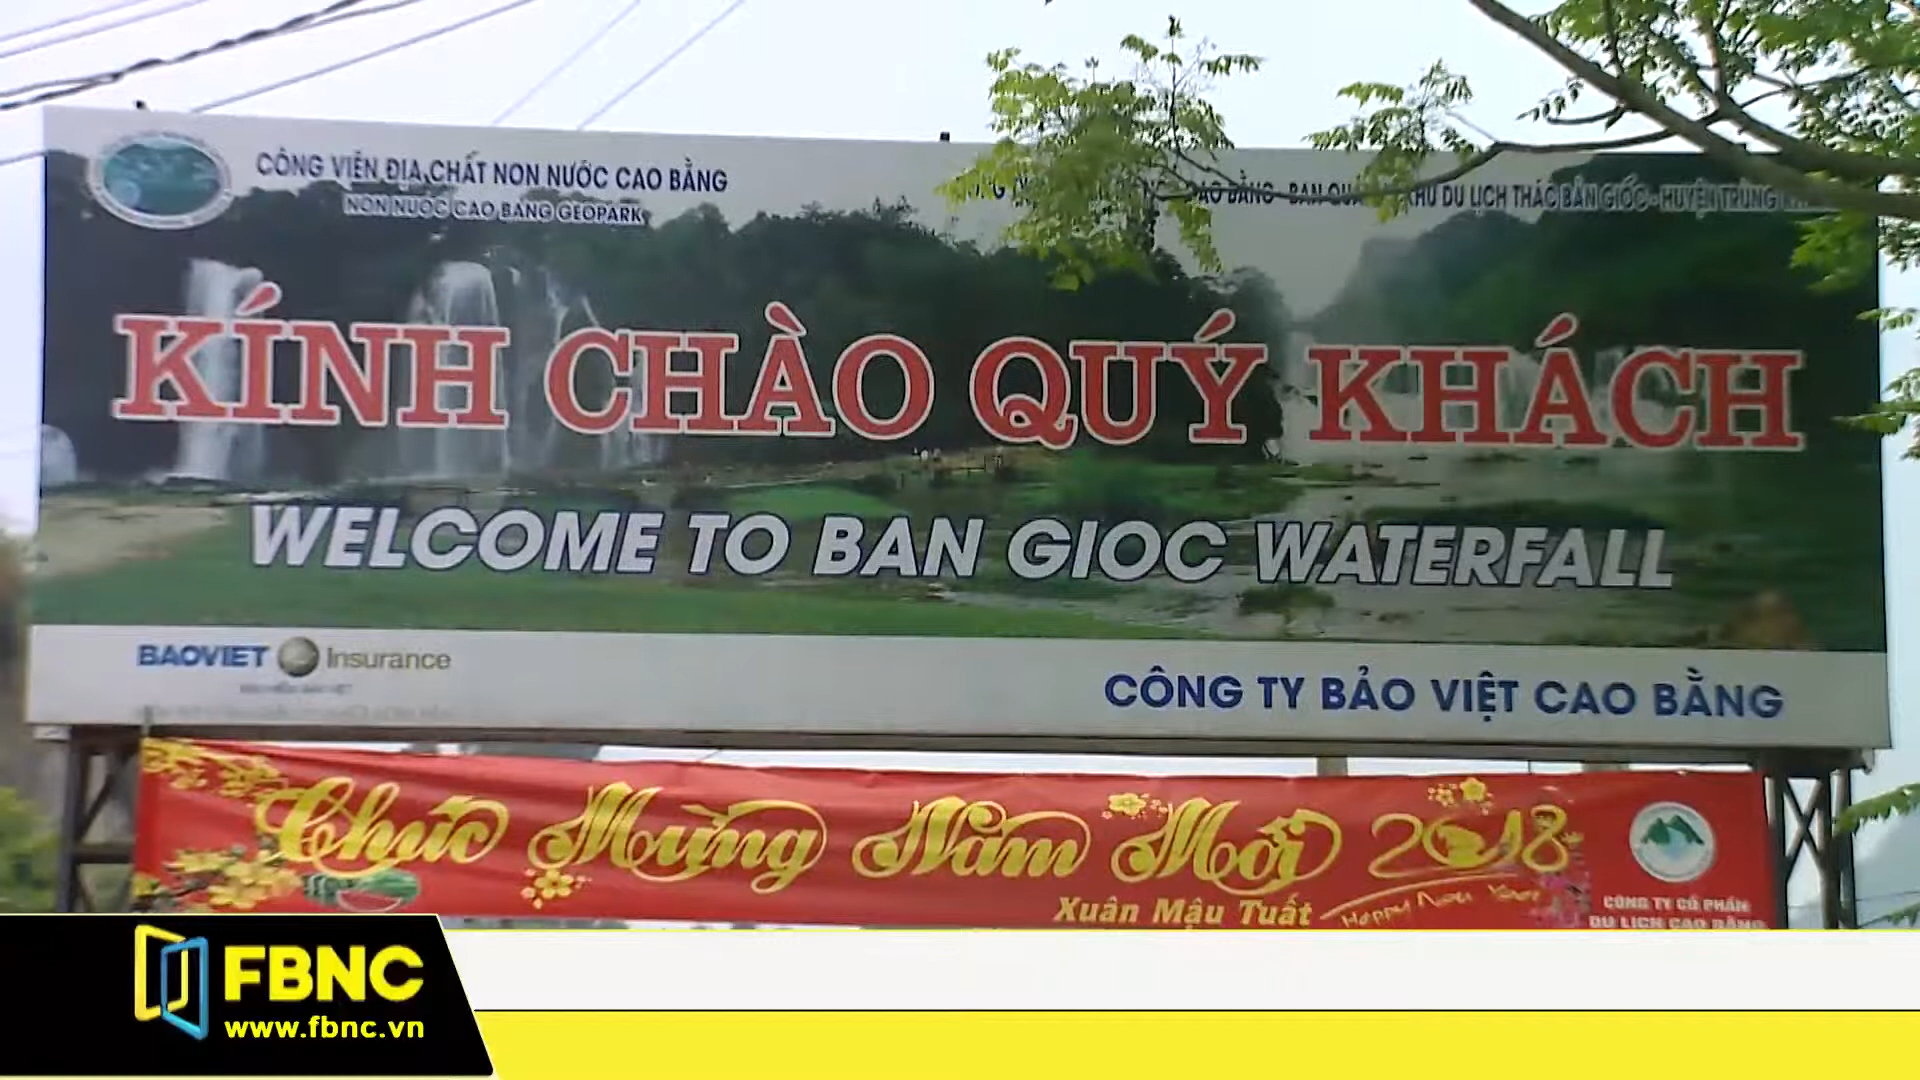 CÔNG VIÊN ĐỊA CHẤT NON NƯỚC CAO BẰNG
NON NUOC CAO BANG GEOPARK
KHU DU LỊCH THÁC BẢN GIỐC - HUYỆN TRÙNG
KÍNH CHÀO QUÝ KHÁCH
WELCOME TO BAN GIOC WATERFALL
BAOVIET Insurance
CÔNG TY BẢO VIỆT CAO BẰNG
Chúc Mừng Năm Mới 2018
Xuân Mậu Tuất
Happy New Year
CÔNG TY CỔ PHẦN
DU LỊCH CAO BẰNG
FBNC
www.fbnc.vn